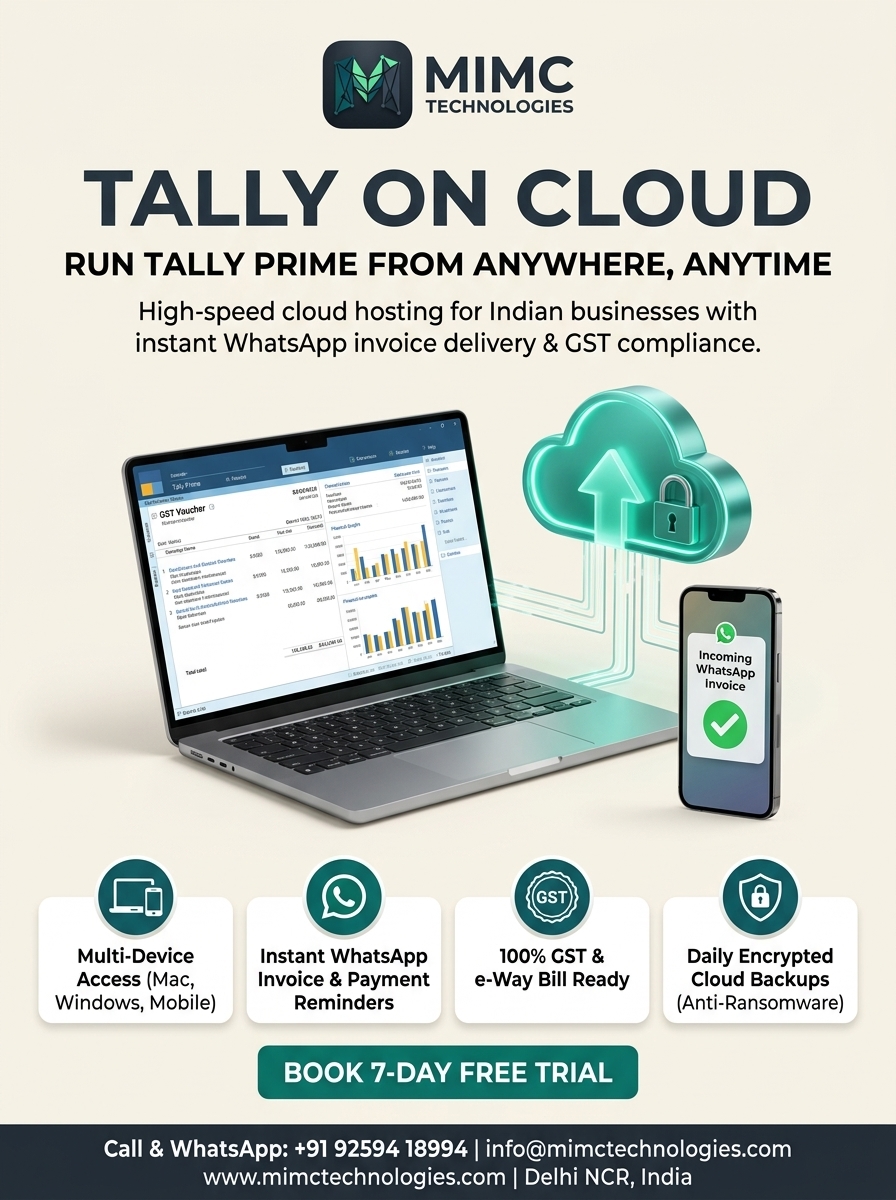 MIMC
TECHNOLOGIES
TALLY ON CLOUD
RUN TALLY PRIME FROM ANYWHERE, ANYTIME
High-speed cloud hosting for Indian businesses with
instant WhatsApp invoice delivery & GST compliance.
Tally Prime
GST Voucher
Incoming
WhatsApp
Invoice
GST
Multi-Device
Access (Mac,
Windows, Mobile)
Instant WhatsApp
Invoice & Payment
Reminders
100% GST &
e-Way Bill Ready
Daily Encrypted
Cloud Backups
(Anti-Ransomware)
BOOK 7-DAY FREE TRIAL
Call & WhatsApp: +91 92594 18994 | info@mimctechnologies.com
www.mimctechnologies.com | Delhi NCR, India